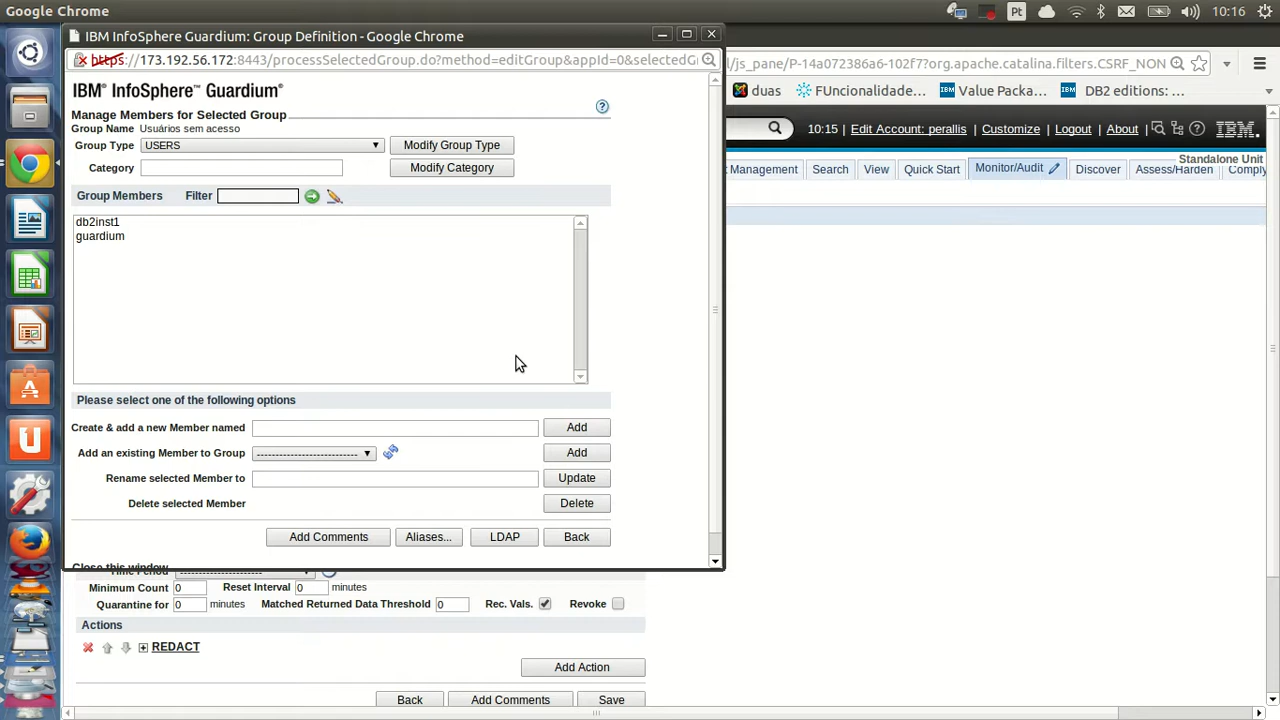 Google Chrome
Pt
10:16
IBM InfoSphere Guardium: Group Definition - Google Chrome
https://173.192.56.172:8443/processSelectedGroup.do?method=editGroup&appId=0&selectedGr
l/js_pane/P-14a072386a6-102f7?org.apache.catalina.filters.CSRF_NON
duas
FUncionalidade...
Value Packa...
DB2 editions: ...
IBM® InfoSphere™ Guardium®
10:15
Edit Account: perallis
Customize
Logout
About
IBM.
Standalone Unit
t Management
Search
View
Quick Start
Monitor/Audit
Discover
Assess/Harden
Comply
Manage Members for Selected Group
Group Name Usuários sem acesso
Group Type USERS Modify Group Type
Category Modify Category
Group Members Filter
db2inst1
guardium
Please select one of the following options
Create & add a new Member named Add
Add an existing Member to Group --------------------------- Add
Rename selected Member to Update
Delete selected Member Delete
Add Comments Aliases... LDAP Back
Close this window
Time Period ----------------------
Minimum Count 0 Reset Interval 0 minutes
Quarantine for 0 minutes Matched Returned Data Threshold 0 Rec. Vals. Revoke
Actions
REDACT
Add Action
Back Add Comments Save